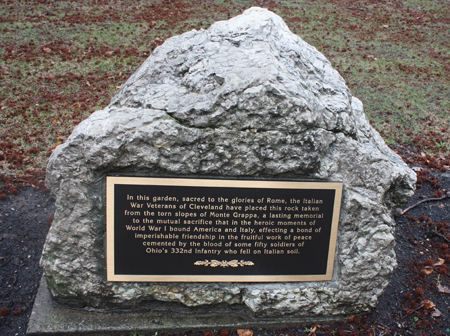 In this garden, sacred to the glories of Rome, the Italian
War Veterans of Cleveland have placed this rock taken
from the torn slopes of Monte Grappa, a lasting memorial
to the mutual sacrifice that in the heroic moments of
World War I bound America and Italy, effecting a bond of
imperishable friendship in the fruitful work of peace
cemented by the blood of some fifty soldiers of
Ohio's 332nd Infantry who fell on Italian soil.